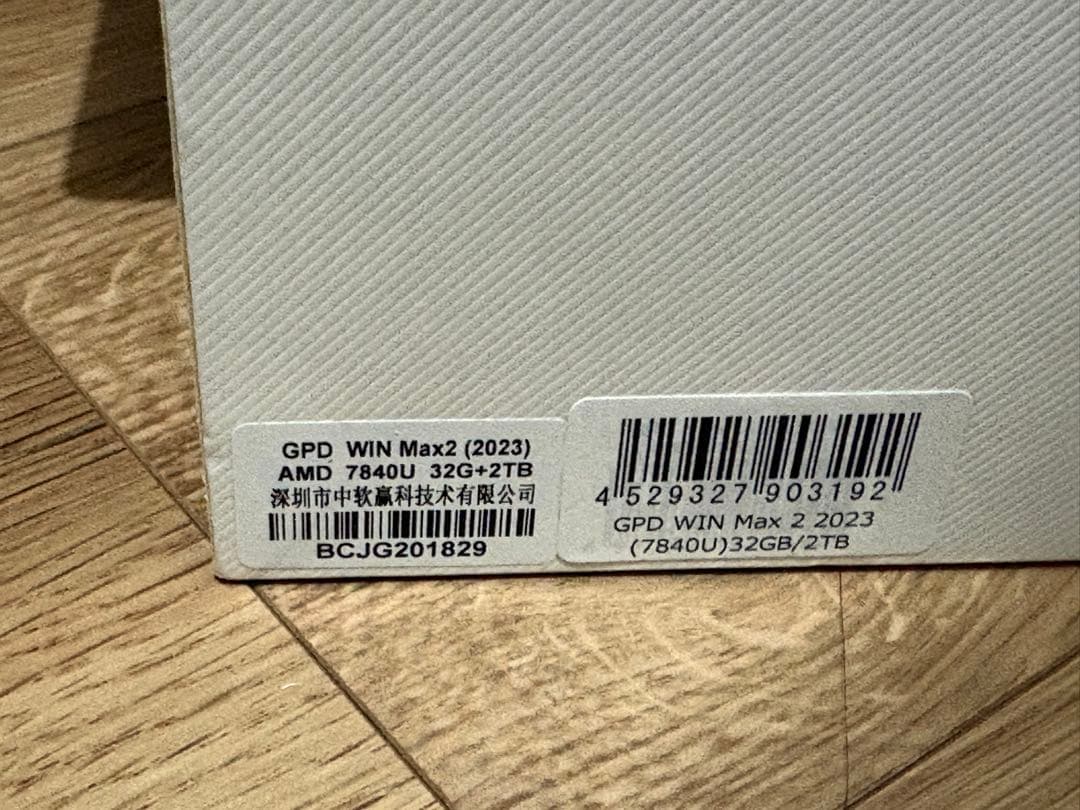 GPD WIN Max2 (2023)
AMD 7840U 32G+2TB
深圳市中软赢科技术有限公司
BCJG201829
4 529327 903192
GPD WIN Max 2 2023
(7840U)32GB/2TB